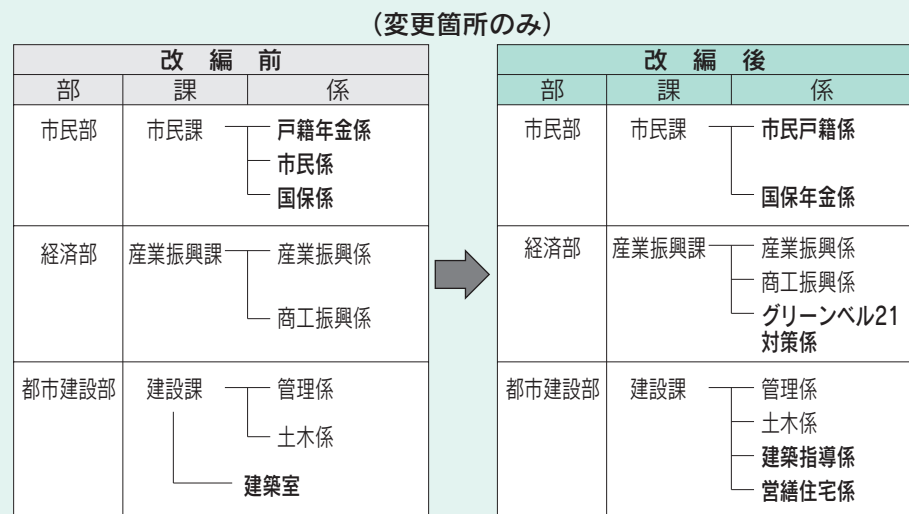 （変更箇所のみ）
改編前
部 課 係
市民部 市民課 戸籍年金係
市民係
国保係
経済部 産業振興課 産業振興係
商工振興係
都市建設部 建設課 管理係
土木係
建築室
改編後
部 課 係
市民部 市民課 市民戸籍係
国保年金係
経済部 産業振興課 産業振興係
商工振興係
グリーンベル21
対策係
都市建設部 建設課 管理係
土木係
建築指導係
営繕住宅係